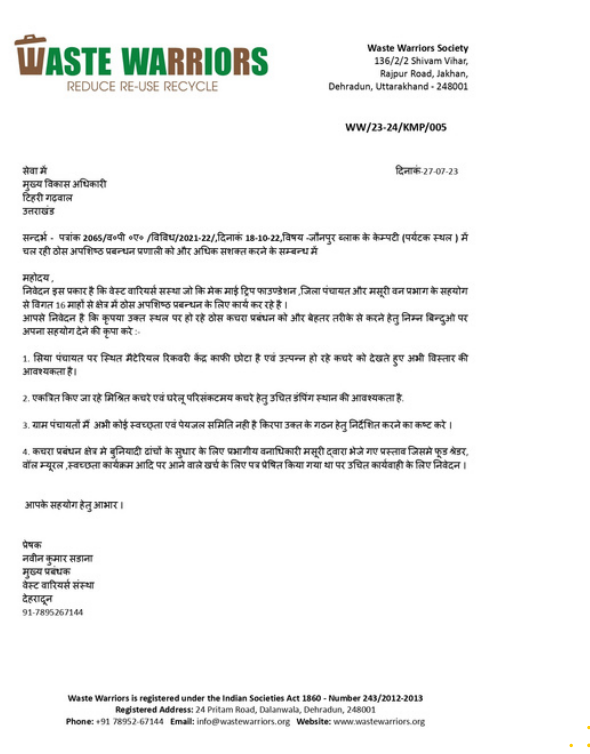 WASTE WARRIORS
REDUCE RE-USE RECYCLE
Waste Warriors Society
136/2/2 Shivam Vihar,
Rajpur Road, Jakhan,
Dehradun, Uttarakhand - 248001
WW/23-24/KMP/005
सेवा में
दिनाकं-27-07-23
मुख्य विकास अधिकारी
टिहरी गढ़वाल
उत्तराखंड
सन्दर्भ - पत्रांक 2065/व०पी ०ए० /विविध/2021-22/,दिनाकं 18-10-22,विषय -जौनपुर ब्लाक के केम्पटी (पर्यटक स्थल ) में
चल रही ठोस अपशिष्ठ प्रबन्धन प्रणाली को और अधिक सशक्त करने के सम्बन्ध में
महोदय ,
निवेदन इस प्रकार है कि वेस्ट वारियर्स सस्था जो कि मेक माई ट्रिप फाउण्डेशन ,जिला पंचायत और मसूरी वन प्रभाग के सहयोग
से विगत 16 माहों से क्षेत्र में ठोस अपशिष्ठ प्रबन्धन के लिए कार्य कर रहे है ।
आपसे निवेदन है कि कृपया उक्त स्थल पर हो रहे ठोस कचरा प्रबंधन को और बेहतर तरीके से करने हेतु निम्न बिन्दुओ पर
अपना सहयोग देने की कृपा करे :-
1. सिया पंचायत पर स्थित मैटेरियल रिकवरी केंद्र काफी छोटा है एवं उत्पन्न हो रहे कचरे को देखते हुए अभी विस्तार की
आवश्यकता है।
2. एकत्रित किए जा रहे मिश्रित कचरे एवं घरेलू परिसंकटमय कचरे हेतु उचित डंपिंग स्थान की आवश्यकता है.
3. ग्राम पंचायतों में अभी कोई स्वच्छता एवं पेयजल समिति नही है किरपा उक्त के गठन हेतु निर्देशित करने का कष्ट करे ।
4. कचरा प्रबंधन क्षेत्र मे बुनियादी ढांचों के सुधार के लिए प्रभागीय वनाधिकारी मसूरी द्वारा भेजे गए प्रस्ताव जिसमे फूड श्रेडर,
वॉल म्यूरल ,स्वच्छता कार्यक्रम आदि पर आने वाले खर्च के लिए पत्र प्रेषित किया गया था पर उचित कार्यवाही के लिए निवेदन ।
आपके सहयोग हेतु आभार ।
प्रेषक
नवीन कुमार सडाना
मुख्य प्रबंधक
वेस्ट वारियर्स संस्था
देहरादून
91-7895267144
Waste Warriors is registered under the Indian Societies Act 1860 - Number 243/2012-2013
Registered Address: 24 Pritam Road, Dalanwala, Dehradun, 248001
Phone: +91 78952-67144 Email: info@wastewarriors.org Website: www.wastewarriors.org